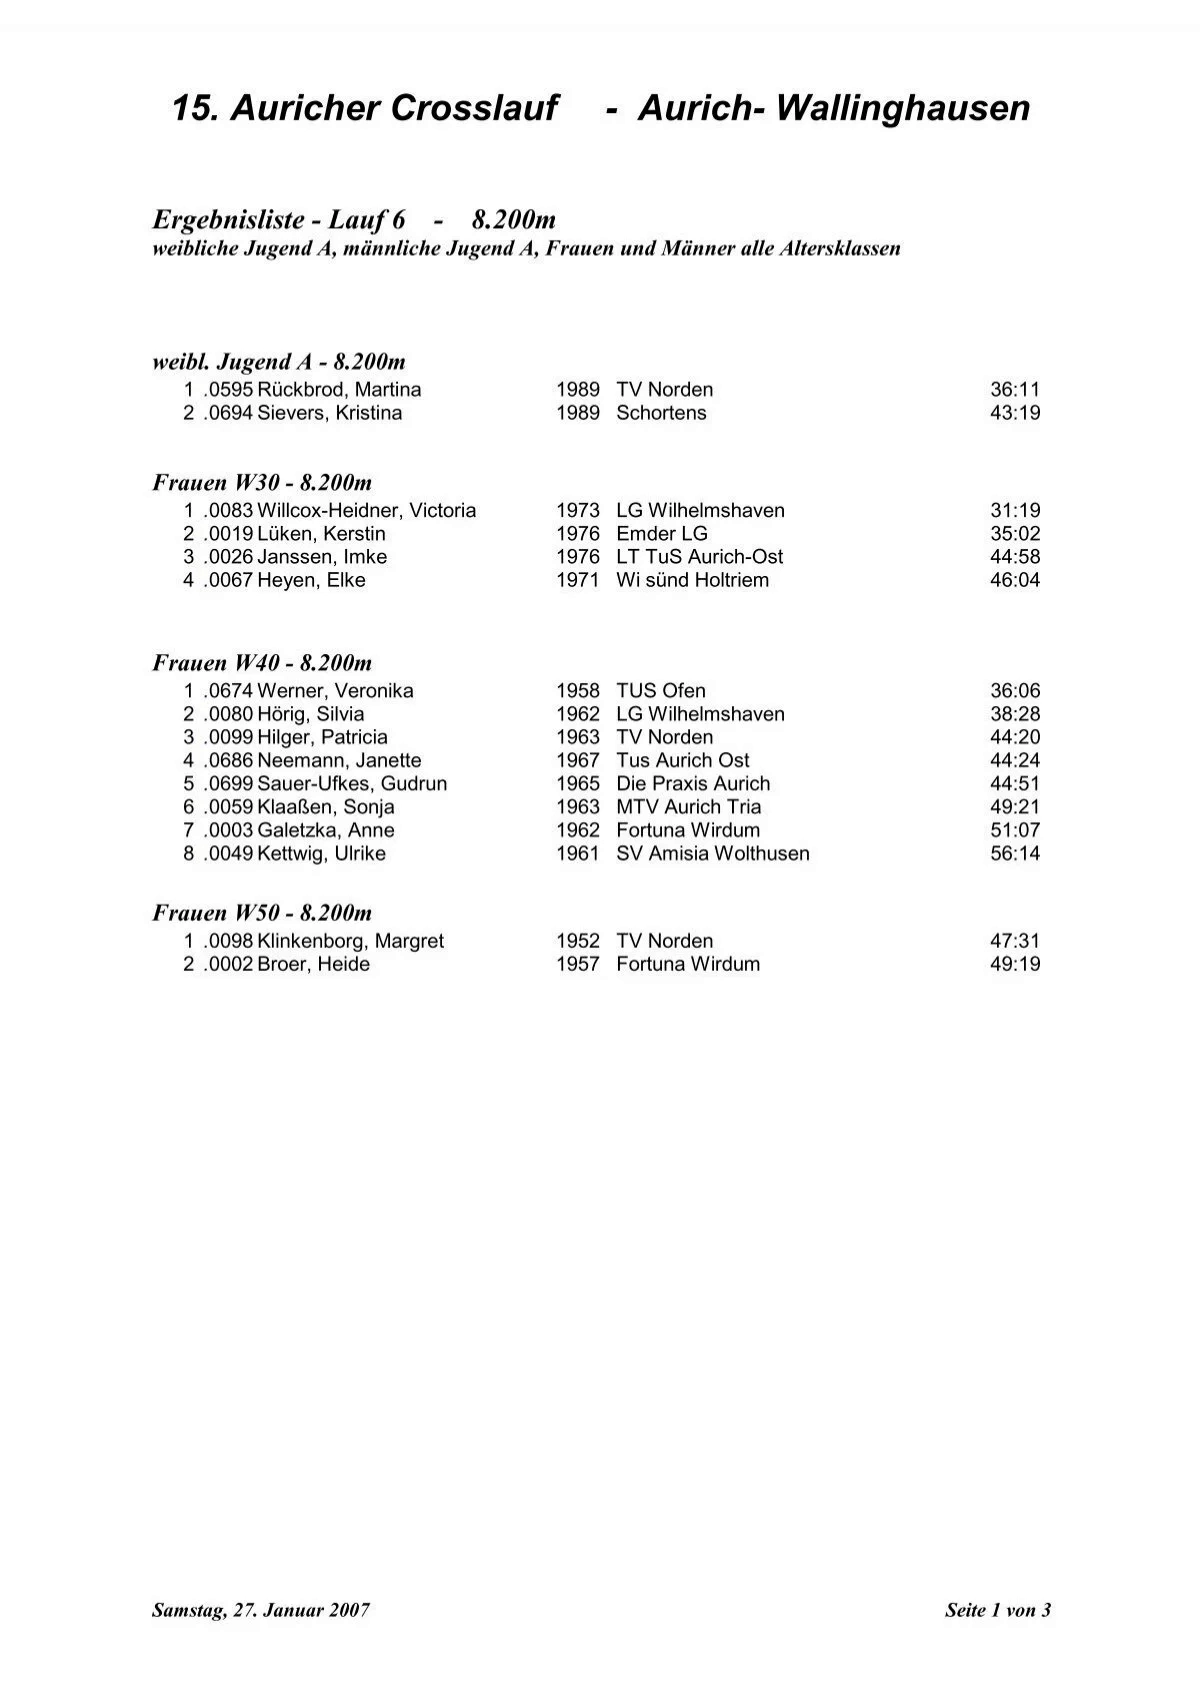 15. Auricher Crosslauf - Aurich- Wallinghausen
Ergebnisliste - Lauf 6 - 8.200m
weibliche Jugend A, männliche Jugend A, Frauen und Männer alle Altersklassen
weibl. Jugend A - 8.200m
1 .0595 Rückbrod, Martina 1989 TV Norden 36:11
2 .0694 Sievers, Kristina 1989 Schortens 43:19
Frauen W30 - 8.200m
1 .0083 Willcox-Heidner, Victoria 1973 LG Wilhelmshaven 31:19
2 .0019 Lüken, Kerstin 1976 Emder LG 35:02
3 .0026 Janssen, Imke 1976 LT TuS Aurich-Ost 44:58
4 .0067 Heyen, Elke 1971 Wi sünd Holtriem 46:04
Frauen W40 - 8.200m
1 .0674 Werner, Veronika 1958 TUS Ofen 36:06
2 .0080 Hörig, Silvia 1962 LG Wilhelmshaven 38:28
3 .0099 Hilger, Patricia 1963 TV Norden 44:20
4 .0686 Neemann, Janette 1967 Tus Aurich Ost 44:24
5 .0699 Sauer-Ufkes, Gudrun 1965 Die Praxis Aurich 44:51
6 .0059 Klaaßen, Sonja 1963 MTV Aurich Tria 49:21
7 .0003 Galetzka, Anne 1962 Fortuna Wirdum 51:07
8 .0049 Kettwig, Ulrike 1961 SV Amisia Wolthusen 56:14
Frauen W50 - 8.200m
1 .0098 Klinkenborg, Margret 1952 TV Norden 47:31
2 .0002 Broer, Heide 1957 Fortuna Wirdum 49:19
Samstag, 27. Januar 2007 Seite 1 von 3